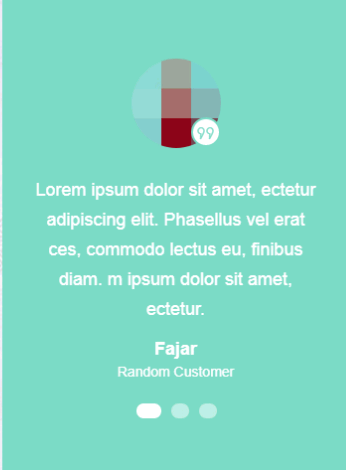 Lorem ipsum dolor sit amet, ectetur
adipiscing elit. Phasellus vel erat
ces, commodo lectus eu, finibus
diam. m ipsum dolor sit amet,
ectetur.
Fajar
Random Customer